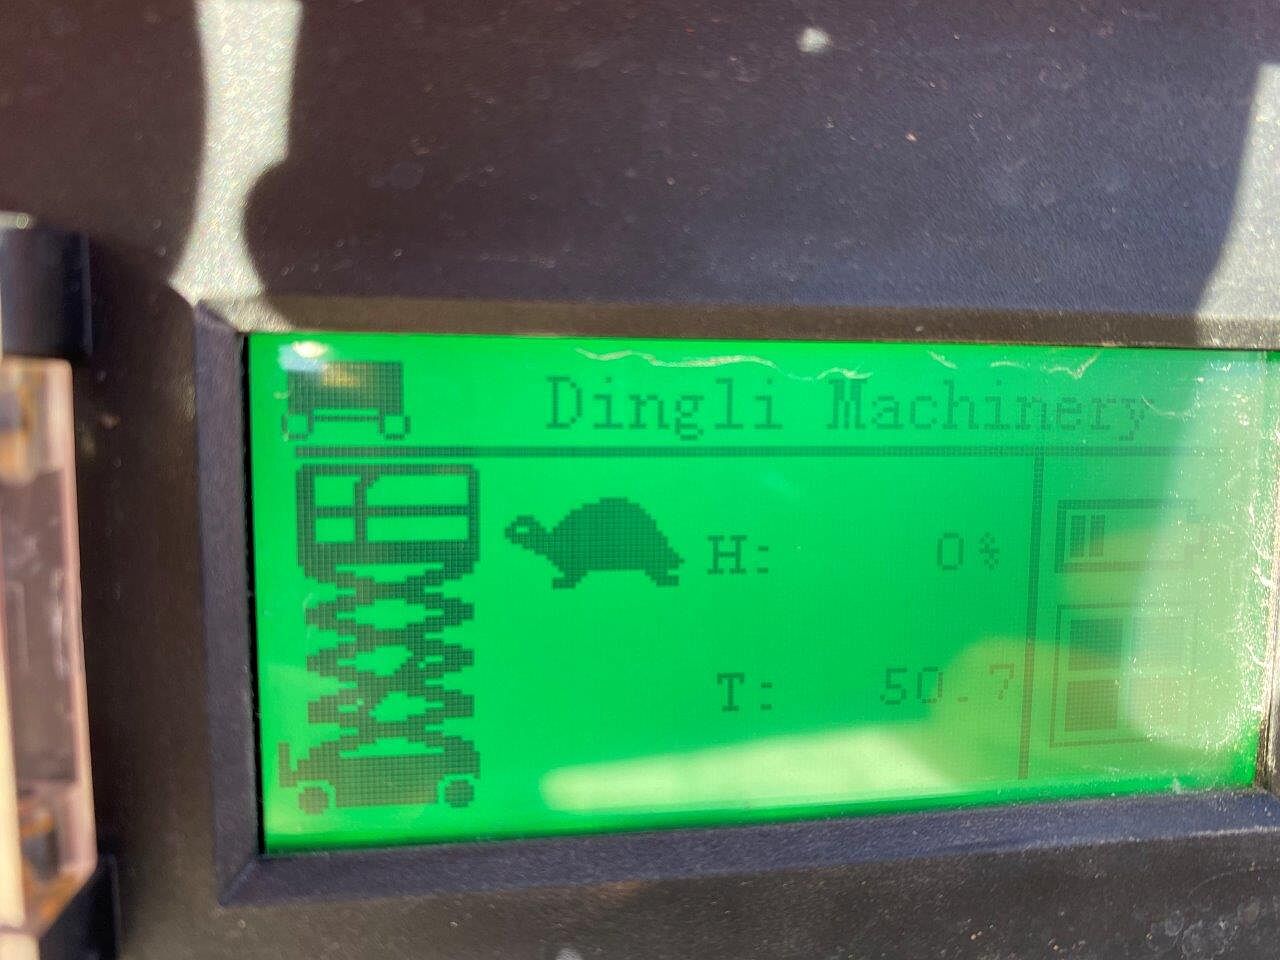 Dingli Machinery
H: 0%
T: 50.7